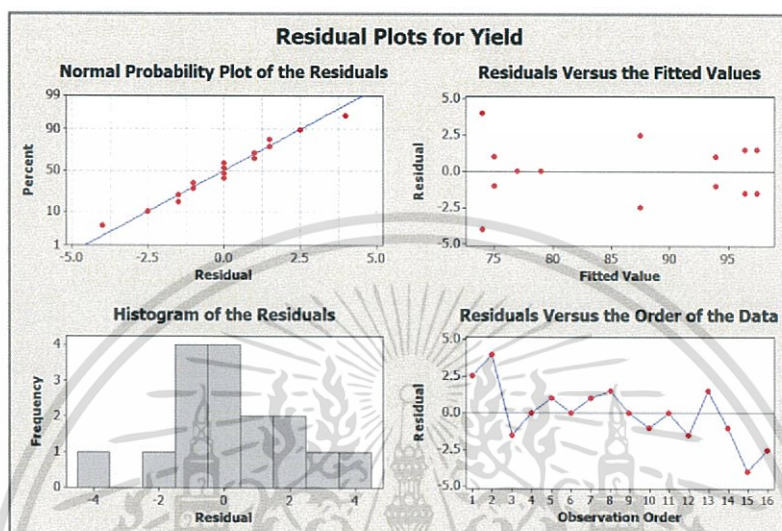 Residual Plots for Yield
Normal Probability Plot of the Residuals
99
90
50
10
1
Percent
-5.0 -2.5 0.0 2.5 5.0
Residual
Residuals Versus the Fitted Values
5.0
2.5
0.0
-2.5
-5.0
Residual
75 80 85 90 95
Fitted Value
Histogram of the Residuals
4
3
2
1
0
Frequency
-4 -2 0 2 4
Residual
Residuals Versus the Order of the Data
5.0
2.5
0.0
-2.5
-5.0
Residual
1 2 3 4 5 6 7 8 9 10 11 12 13 14 15 16
Observation Order